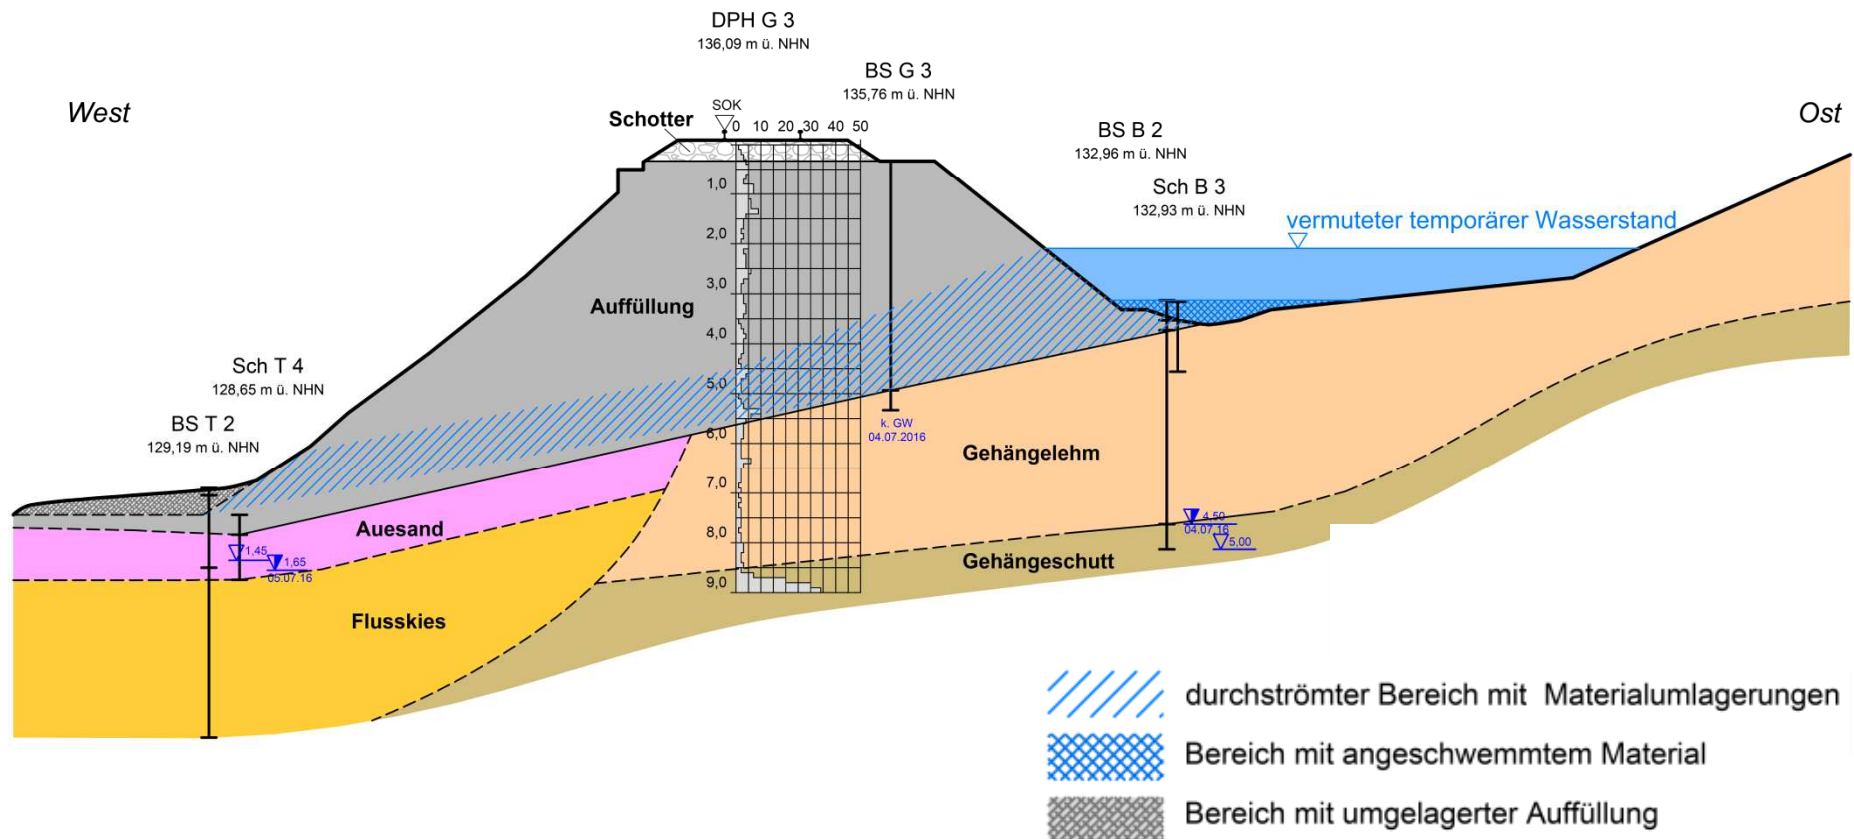 DPH G 3
136,09 m ü. NHN
BS G 3
135,76 m ü. NHN
West
Ost
SOK
Schotter
0 10 20 30 40 50
BS B 2
132,96 m ü. NHN
Sch B 3
132,93 m ü. NHN
vermuteter temporärer Wasserstand
1,0
2,0
3,0
4,0
5,0
6,0
7,0
8,0
9,0
Auffüllung
Sch T 4
128,65 m ü. NHN
BS T 2
129,19 m ü. NHN
k. GW
04.07.2016
Gehängelehm
Auesand
1,45
1,65
05.07.16
4,50
04.07.16
5,00
Gehängeschutt
Flusskies
durchströmter Bereich mit Materialumlagerungen
Bereich mit angeschwemmtem Material
Bereich mit umgelagerter Auffüllung